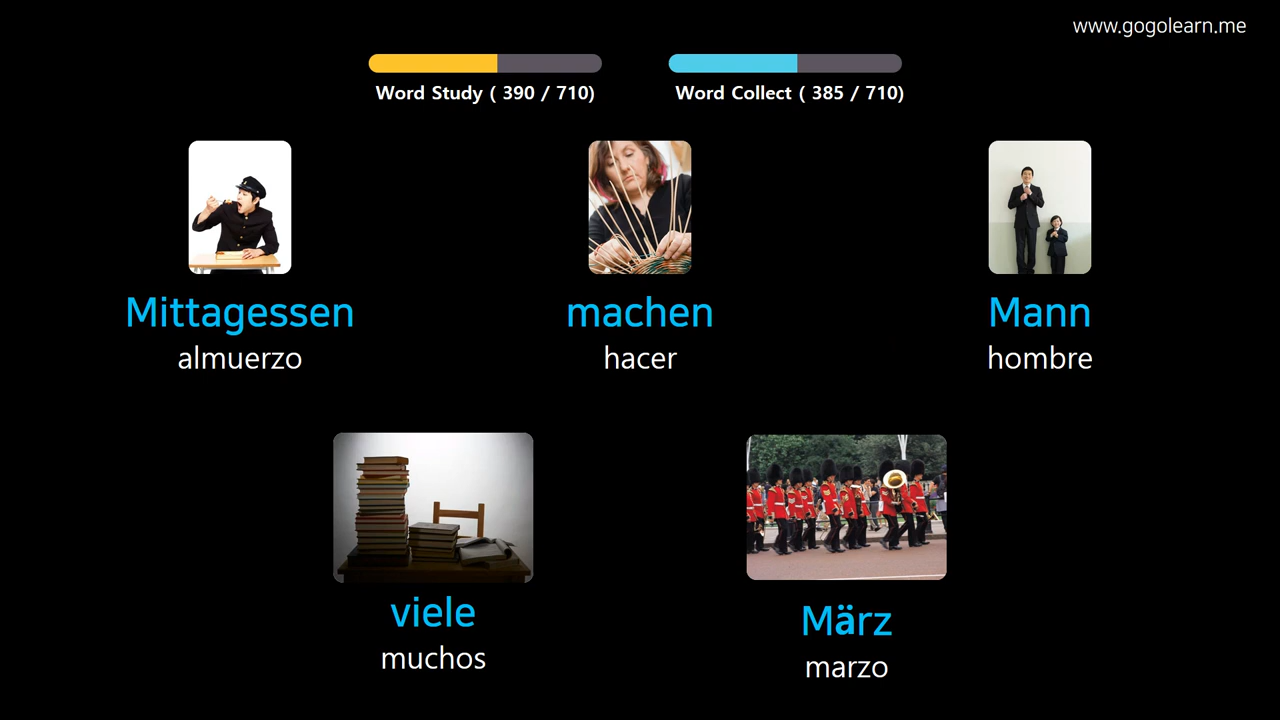 www.gogolearn.me
Word Study ( 390 / 710)
Word Collect ( 385 / 710)
Mittagessen
almuerzo
machen
hacer
Mann
hombre
viele
muchos
März
marzo